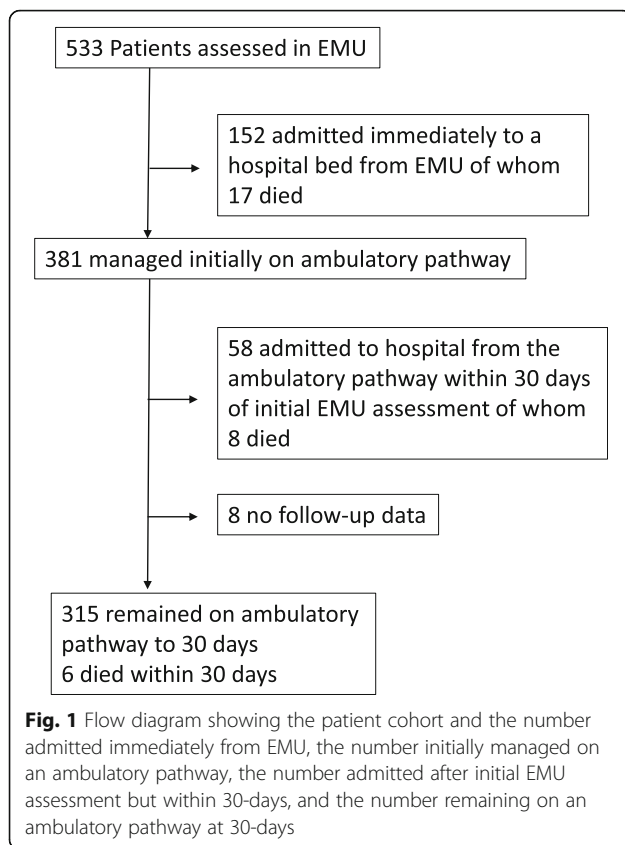 533 Patients assessed in EMU
152 admitted immediately to a
hospital bed from EMU of whom
17 died
381 managed initially on ambulatory pathway
58 admitted to hospital from the
ambulatory pathway within 30 days
of initial EMU assessment of whom
8 died
8 no follow-up data
315 remained on ambulatory
pathway to 30 days
6 died within 30 days
Fig. 1 Flow diagram showing the patient cohort and the number
admitted immediately from EMU, the number initially managed on
an ambulatory pathway, the number admitted after initial EMU
assessment but within 30-days, and the number remaining on an
ambulatory pathway at 30-days